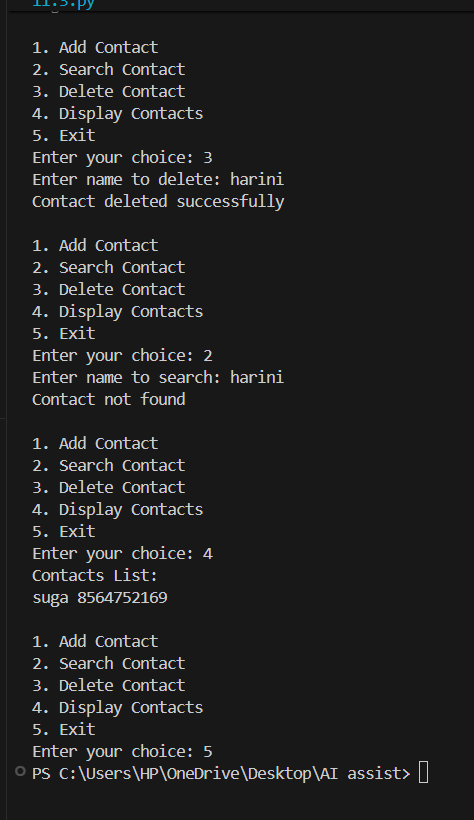 11.3.py
1. Add Contact
2. Search Contact
3. Delete Contact
4. Display Contacts
5. Exit
Enter your choice: 3
Enter name to delete: harini
Contact deleted successfully
1. Add Contact
2. Search Contact
3. Delete Contact
4. Display Contacts
5. Exit
Enter your choice: 2
Enter name to search: harini
Contact not found
1. Add Contact
2. Search Contact
3. Delete Contact
4. Display Contacts
5. Exit
Enter your choice: 4
Contacts List:
suga 8564752169
1. Add Contact
2. Search Contact
3. Delete Contact
4. Display Contacts
5. Exit
Enter your choice: 5
PS C:\Users\HP\OneDrive\Desktop\AI assist>